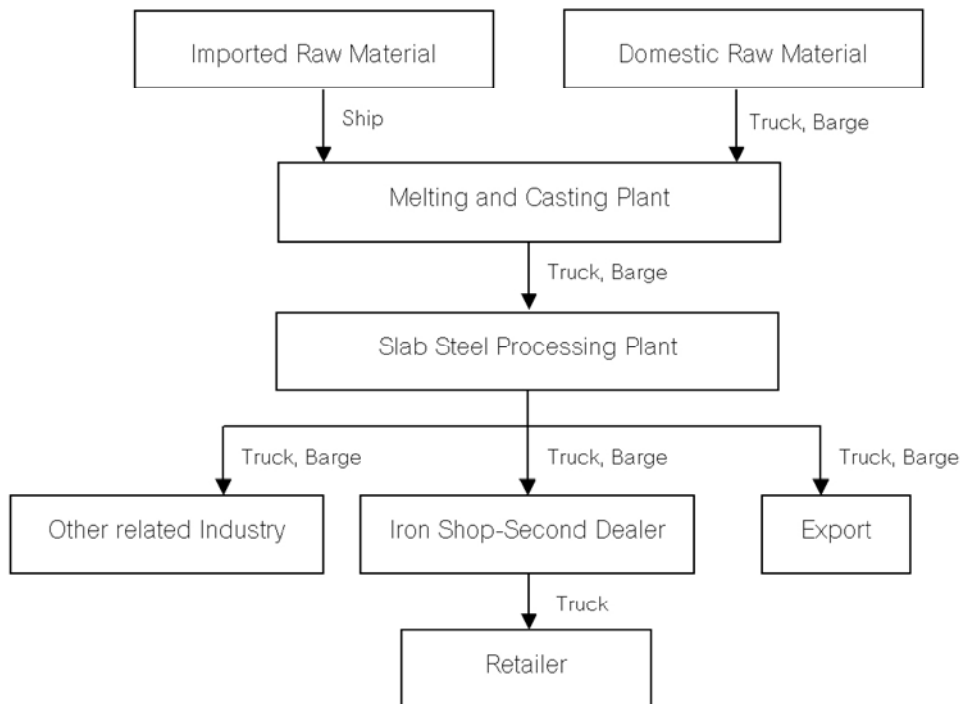 Imported Raw Material
Domestic Raw Material
Ship
Truck, Barge
Melting and Casting Plant
Truck, Barge
Slab Steel Processing Plant
Truck, Barge
Truck, Barge
Truck, Barge
Other related Industry
Iron Shop-Second Dealer
Export
Truck
Retailer